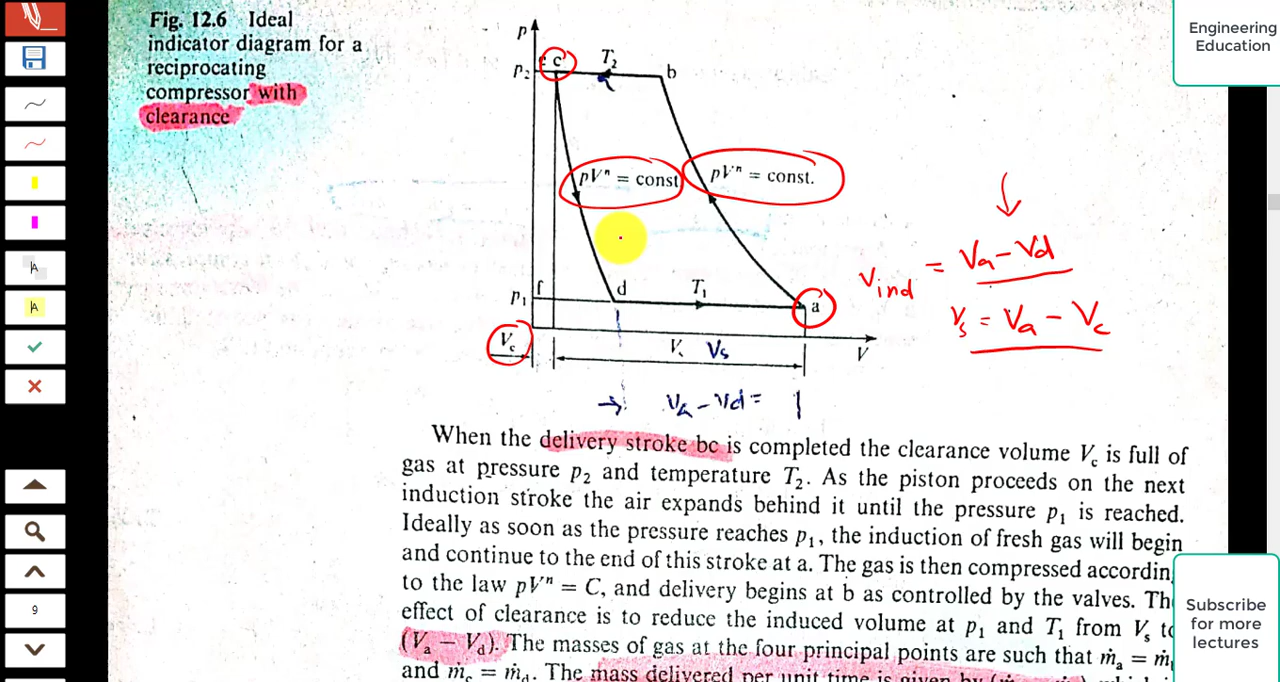 Fig. 12.6 Ideal
indicator diagram for a
reciprocating
compressor with
clearance
Engineering
Education
p
p₂
c
T₂
b
pVⁿ = const
pVⁿ = const.
Vind = Va - Vd
Vs = Va - Vc
p₁
f
d
T₁
a
Vc
Vs
V
Va - Vd =
When the delivery stroke bc is completed the clearance volume Vc is full of
gas at pressure p₂ and temperature T₂. As the piston proceeds on the next
induction stroke the air expands behind it until the pressure p₁ is reached.
Ideally as soon as the pressure reaches p₁, the induction of fresh gas will begin
and continue to the end of this stroke at a. The gas is then compressed accordin
to the law pVⁿ = C, and delivery begins at b as controlled by the valves. Th
effect of clearance is to reduce the induced volume at p₁ and T₁ from Vs to
(Va − Vd). The masses of gas at the four principal points are such that ṁa = ṁ
and ṁc = ṁd. The mass delivered per unit time is given by
9
Subscribe
for more
lectures